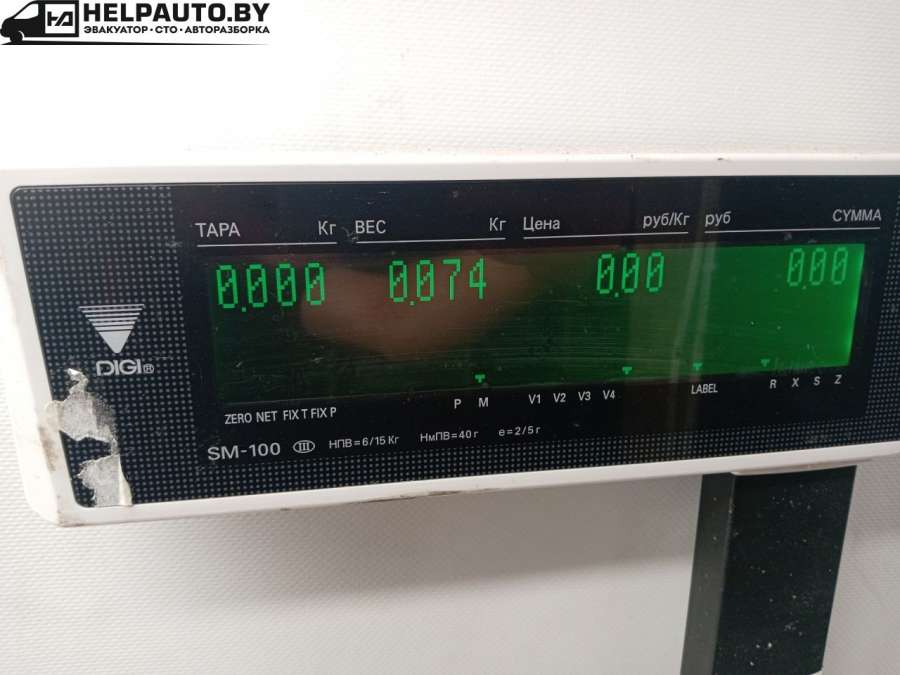 HELPAUTO.BY
ЭВАКУАТОР·СТО·АВТОРАЗБОРКА
ТАРА Кг ВЕС Кг Цена руб/Кг руб СУММА
0.000 0.074 0.00 0.00
DIGI®
ZERO NET FIX T FIX P P M V1 V2 V3 V4 LABEL R X S Z
SM-100 III НПВ=6/15 Кг НмПВ=40 г e=2/5 г